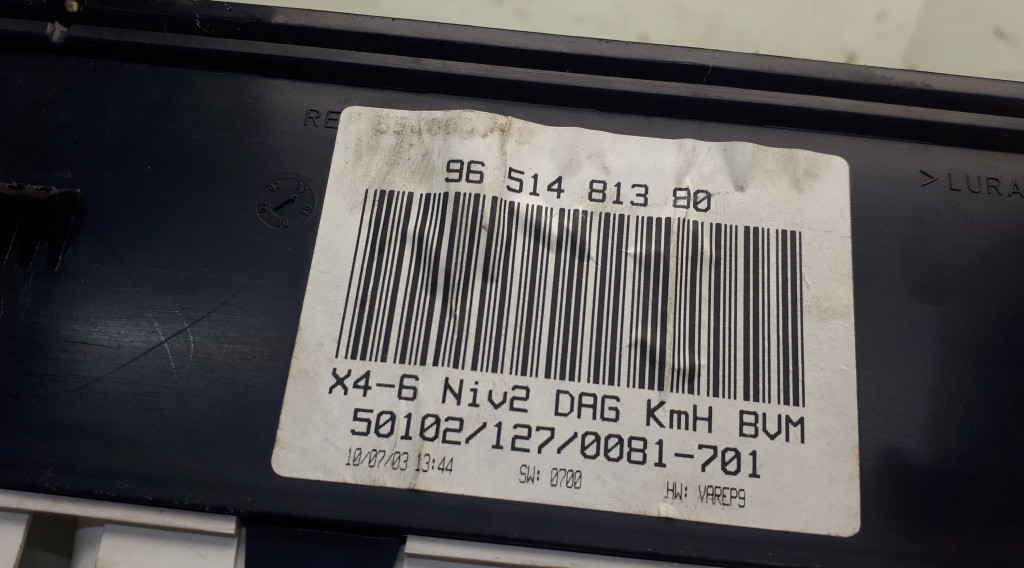 RE
96 514 813 80
>LURA
X4-6 Niv2 DAG KmH BVM
50102/127/0081-701
10/07/03 13:44 SW: 0700 HW: VAREP9